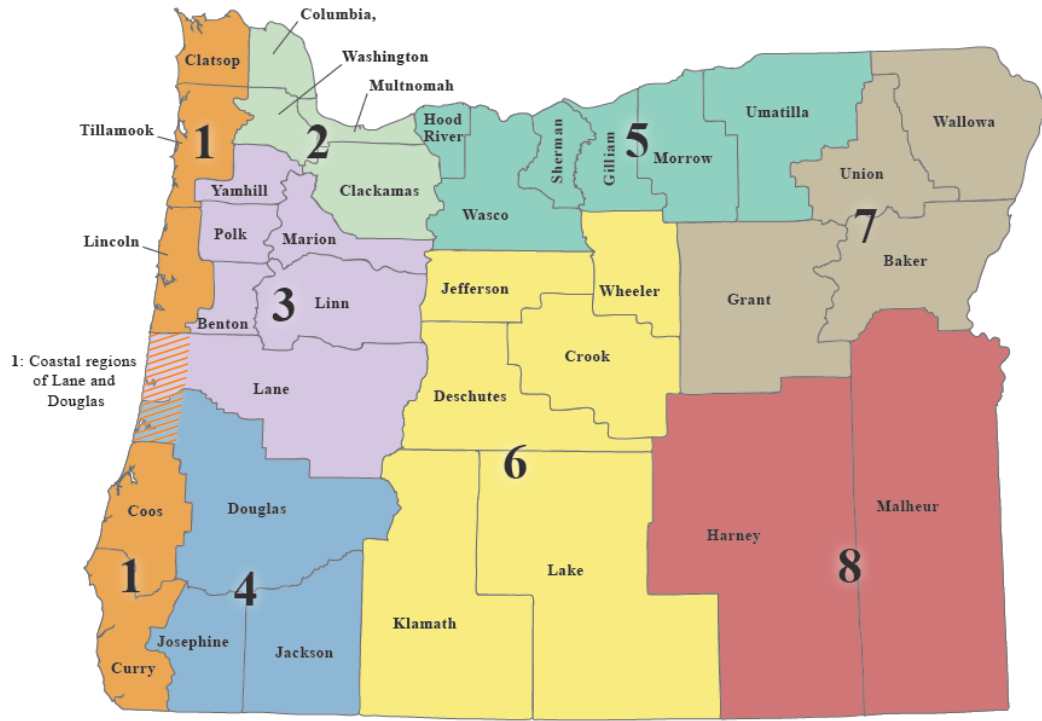 Columbia,
Washington
Multnomah
Clatsop
Tillamook
1
2
Hood
River
Sherman
Gilliam
5
Morrow
Umatilla
Wallowa
Union
Yamhill
Clackamas
Wasco
7
Lincoln
Polk
Marion
Baker
Jefferson
Wheeler
Grant
3
Linn
Benton
1: Coastal regions
of Lane and
Douglas
Crook
Lane
Deschutes
6
Coos
Douglas
Malheur
Harney
1
4
Lake
8
Klamath
Josephine
Jackson
Curry